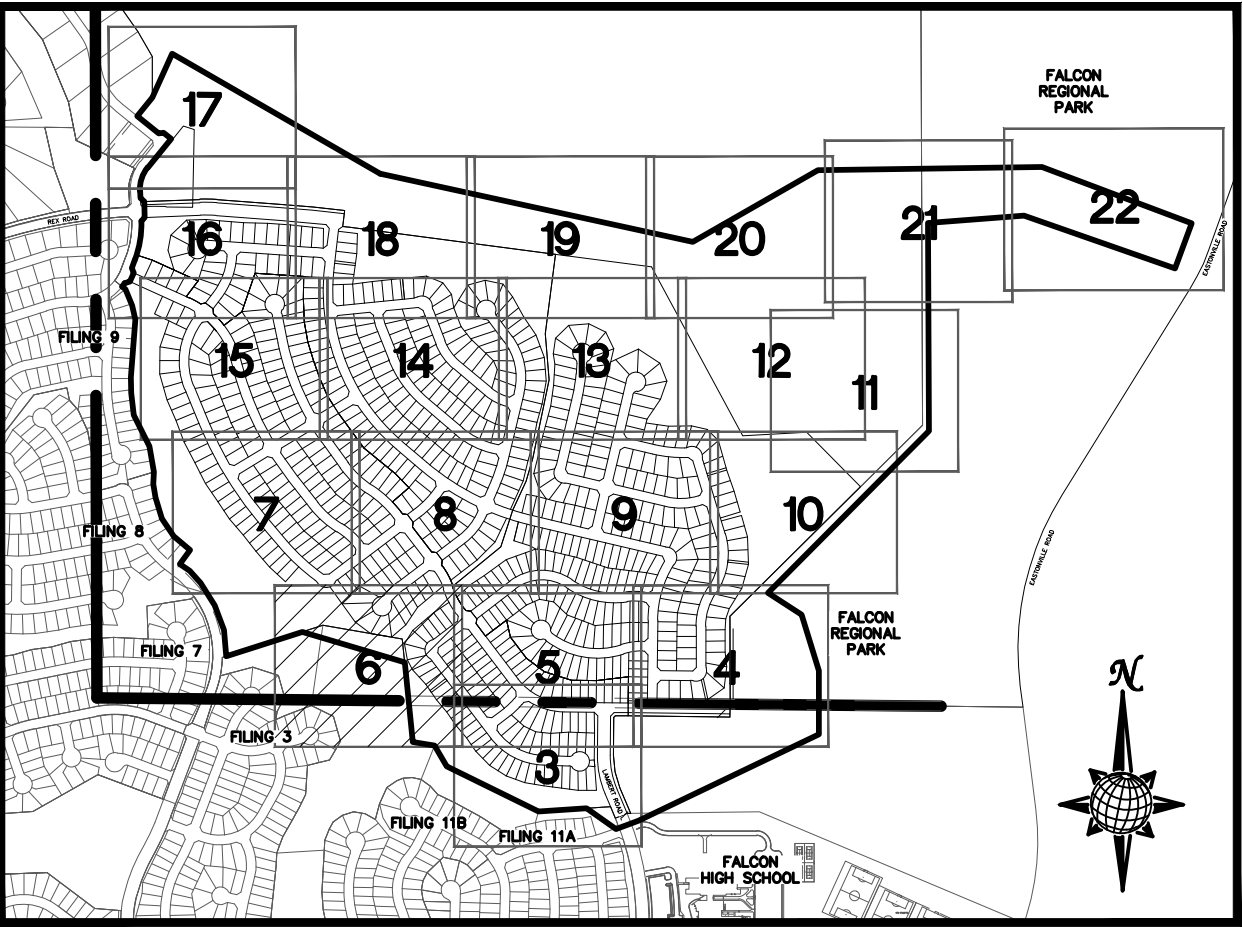 FALCON
REGIONAL
PARK
17
22
REX ROAD
16
18
19
20
21
EASTONVILLE ROAD
FILING 9
15
14
13
12
11
FILING 8
7
8
9
10
EASTONVILLE ROAD
FALCON
REGIONAL
PARK
FILING 7
6
5
4
N
FILING 3
3
LAMBERT ROAD
FILING 11B
FILING 11A
FALCON
HIGH SCHOOL